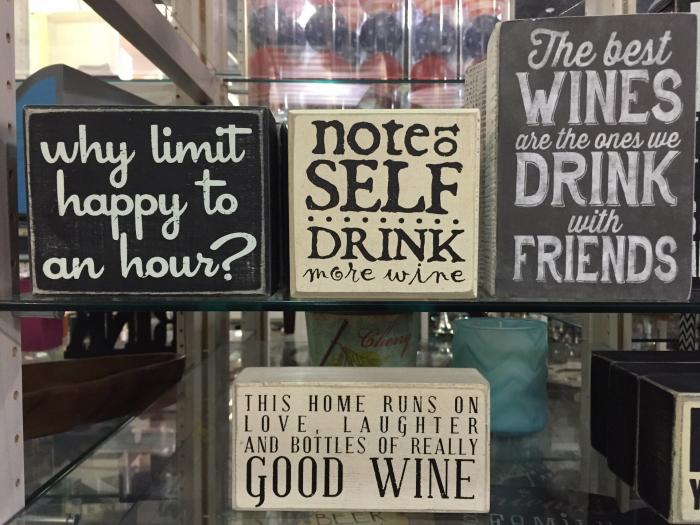 why limit
happy to
an hour?
note to
SELF
DRINK
more wine
The best
WINES
are the ones we
DRINK
with
FRIENDS
Cherry
THIS HOME RUNS ON
LOVE, LAUGHTER
AND BOTTLES OF REALLY
GOOD WINE